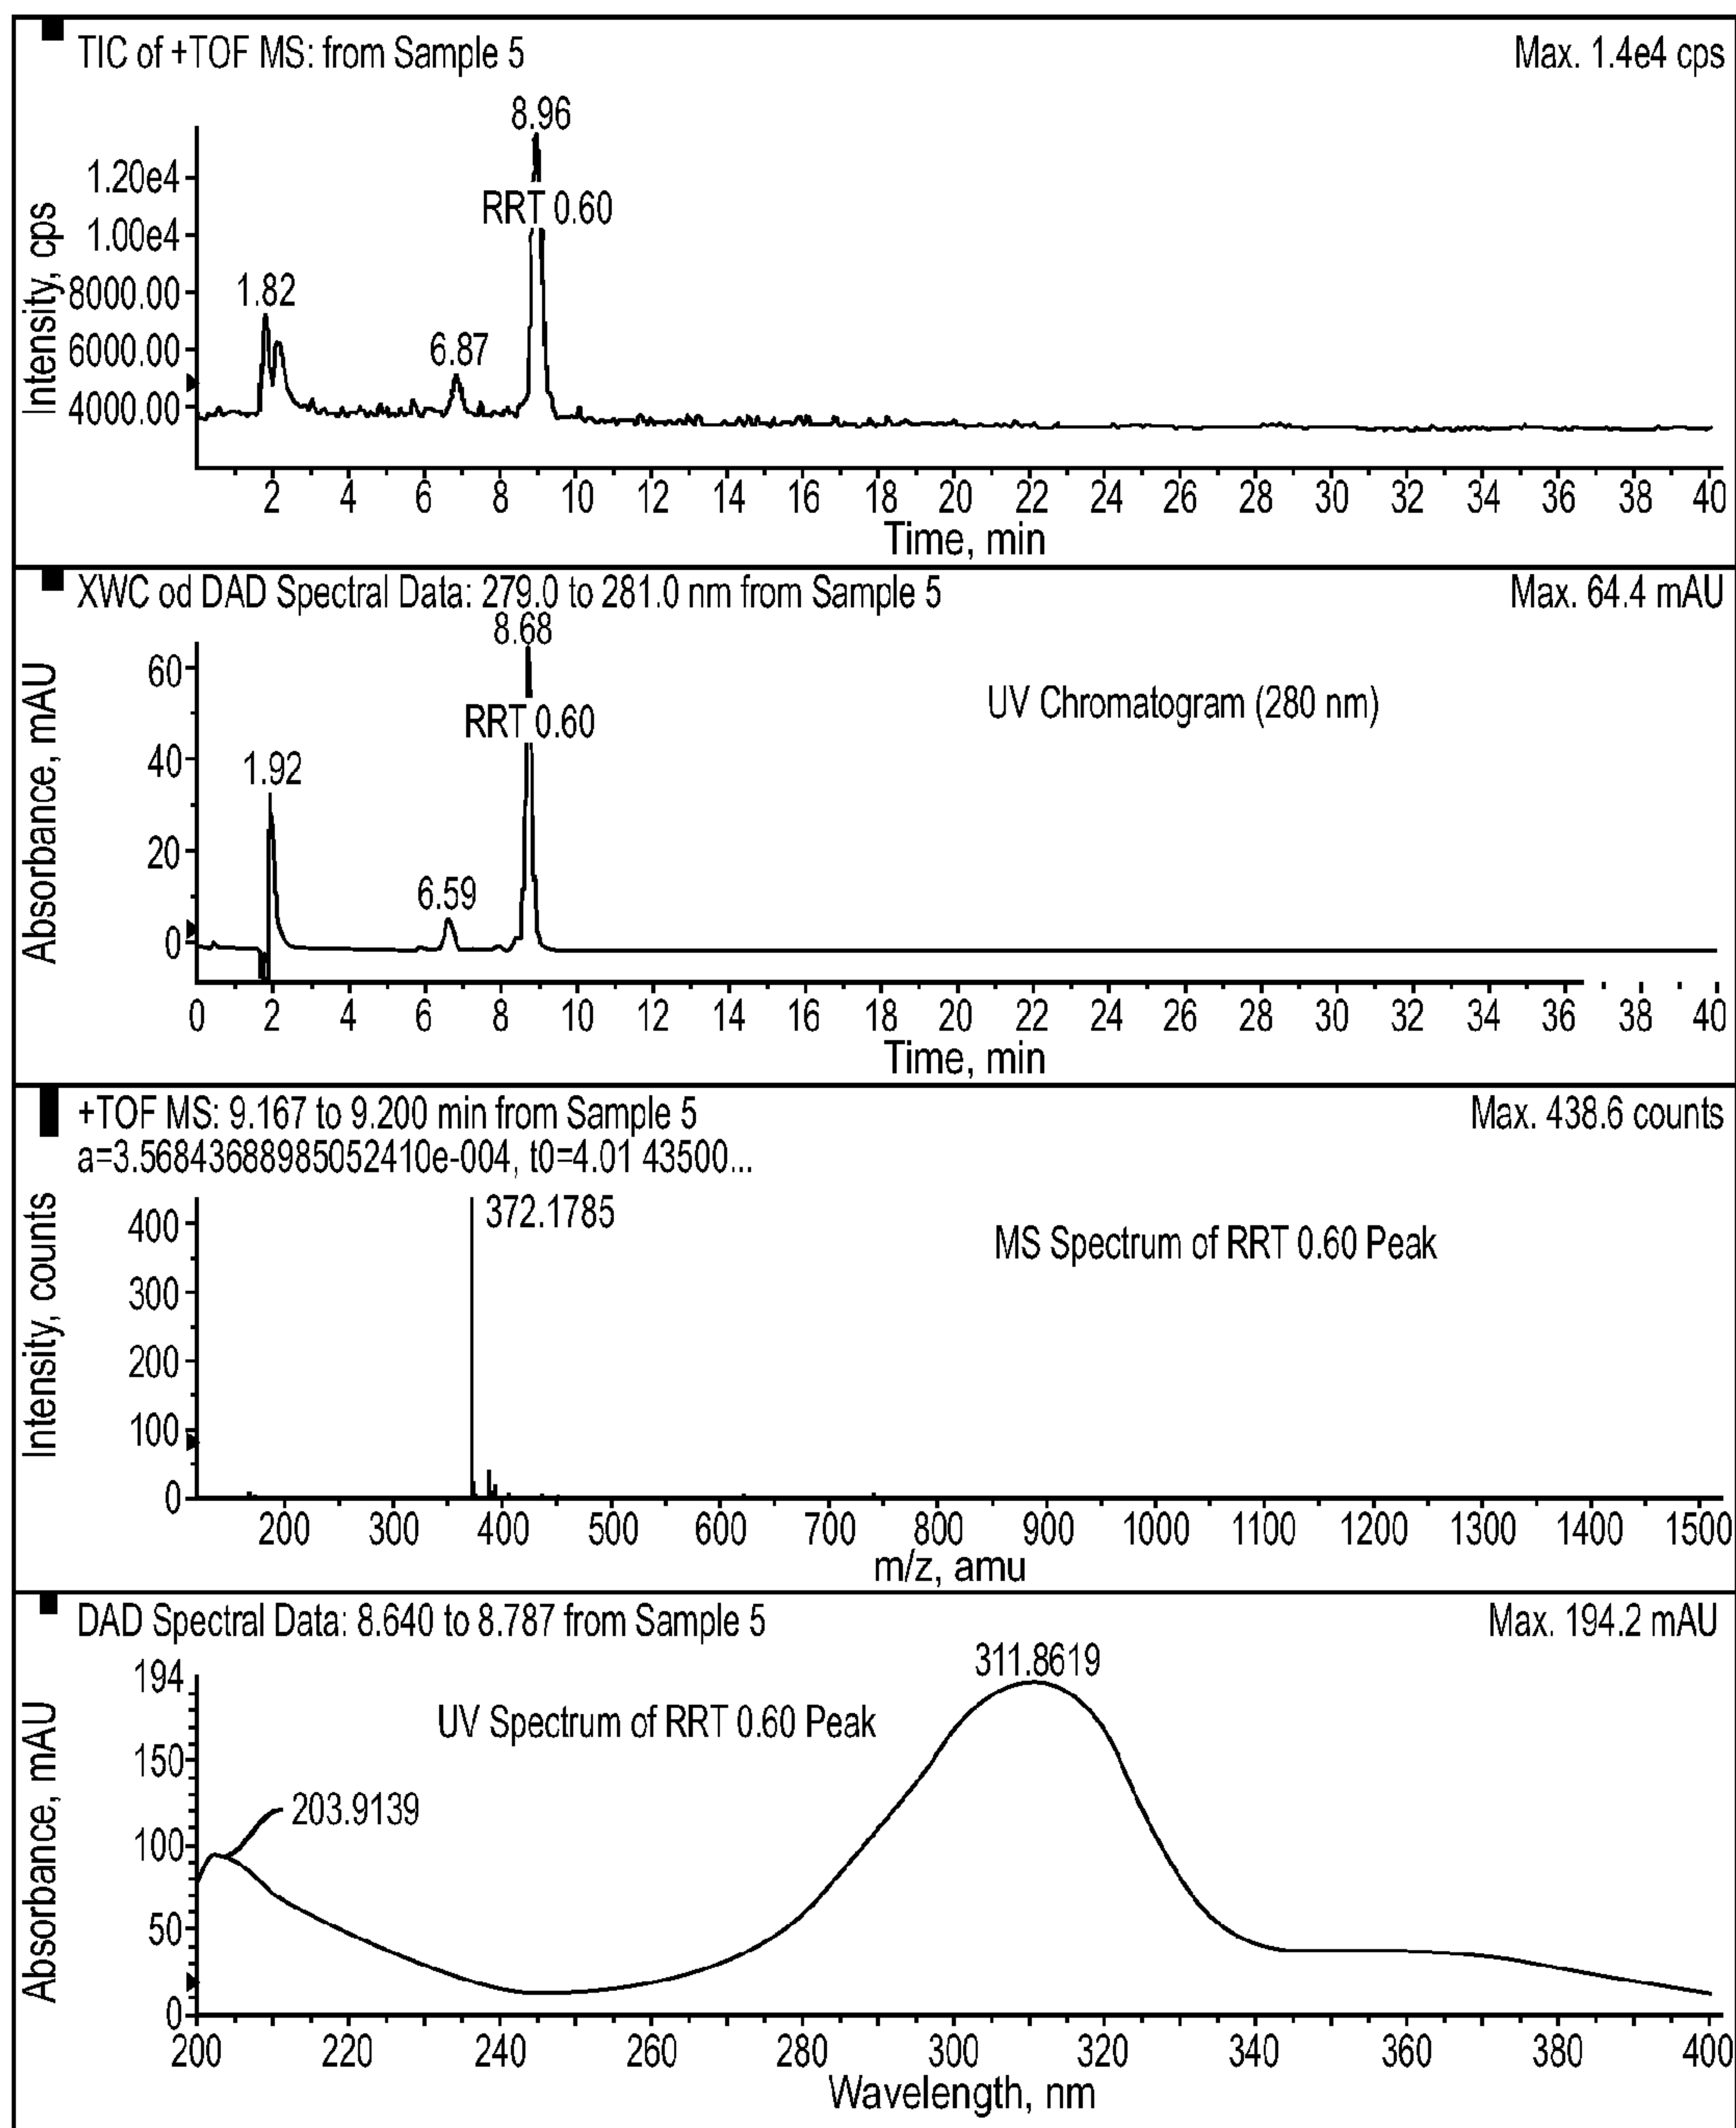 TIC of +TOF MS: from Sample 5
Max. 1.4e4 cps
8.96
1.20e4
RRT 0.60
1.00e4
1.82
8000.00
6.87
6000.00
4000.00
Intensity, cps
2 4 6 8 10 12 14 16 18 20 22 24 26 28 30 32 34 36 38 40
Time, min
XWC od DAD Spectral Data: 279.0 to 281.0 nm from Sample 5
Max. 64.4 mAU
8.68
60
UV Chromatogram (280 nm)
RRT 0.60
1.92
40
20
6.59
0
Absorbance, mAU
0 2 4 6 8 10 12 14 16 18 20 22 24 26 28 30 32 34 36 38 40
Time, min
+TOF MS: 9.167 to 9.200 min from Sample 5
Max. 438.6 counts
a=3.56843688985052410e-004, t0=4.01 43500...
372.1785
400
MS Spectrum of RRT 0.60 Peak
300
200
100
0
Intensity, counts
200 300 400 500 600 700 800 900 1000 1100 1200 1300 1400 1500
m/z, amu
DAD Spectral Data: 8.640 to 8.787 from Sample 5
Max. 194.2 mAU
311.8619
194
UV Spectrum of RRT 0.60 Peak
150
203.9139
100
50
0
Absorbance, mAU
200 220 240 260 280 300 320 340 360 380 400
Wavelength, nm